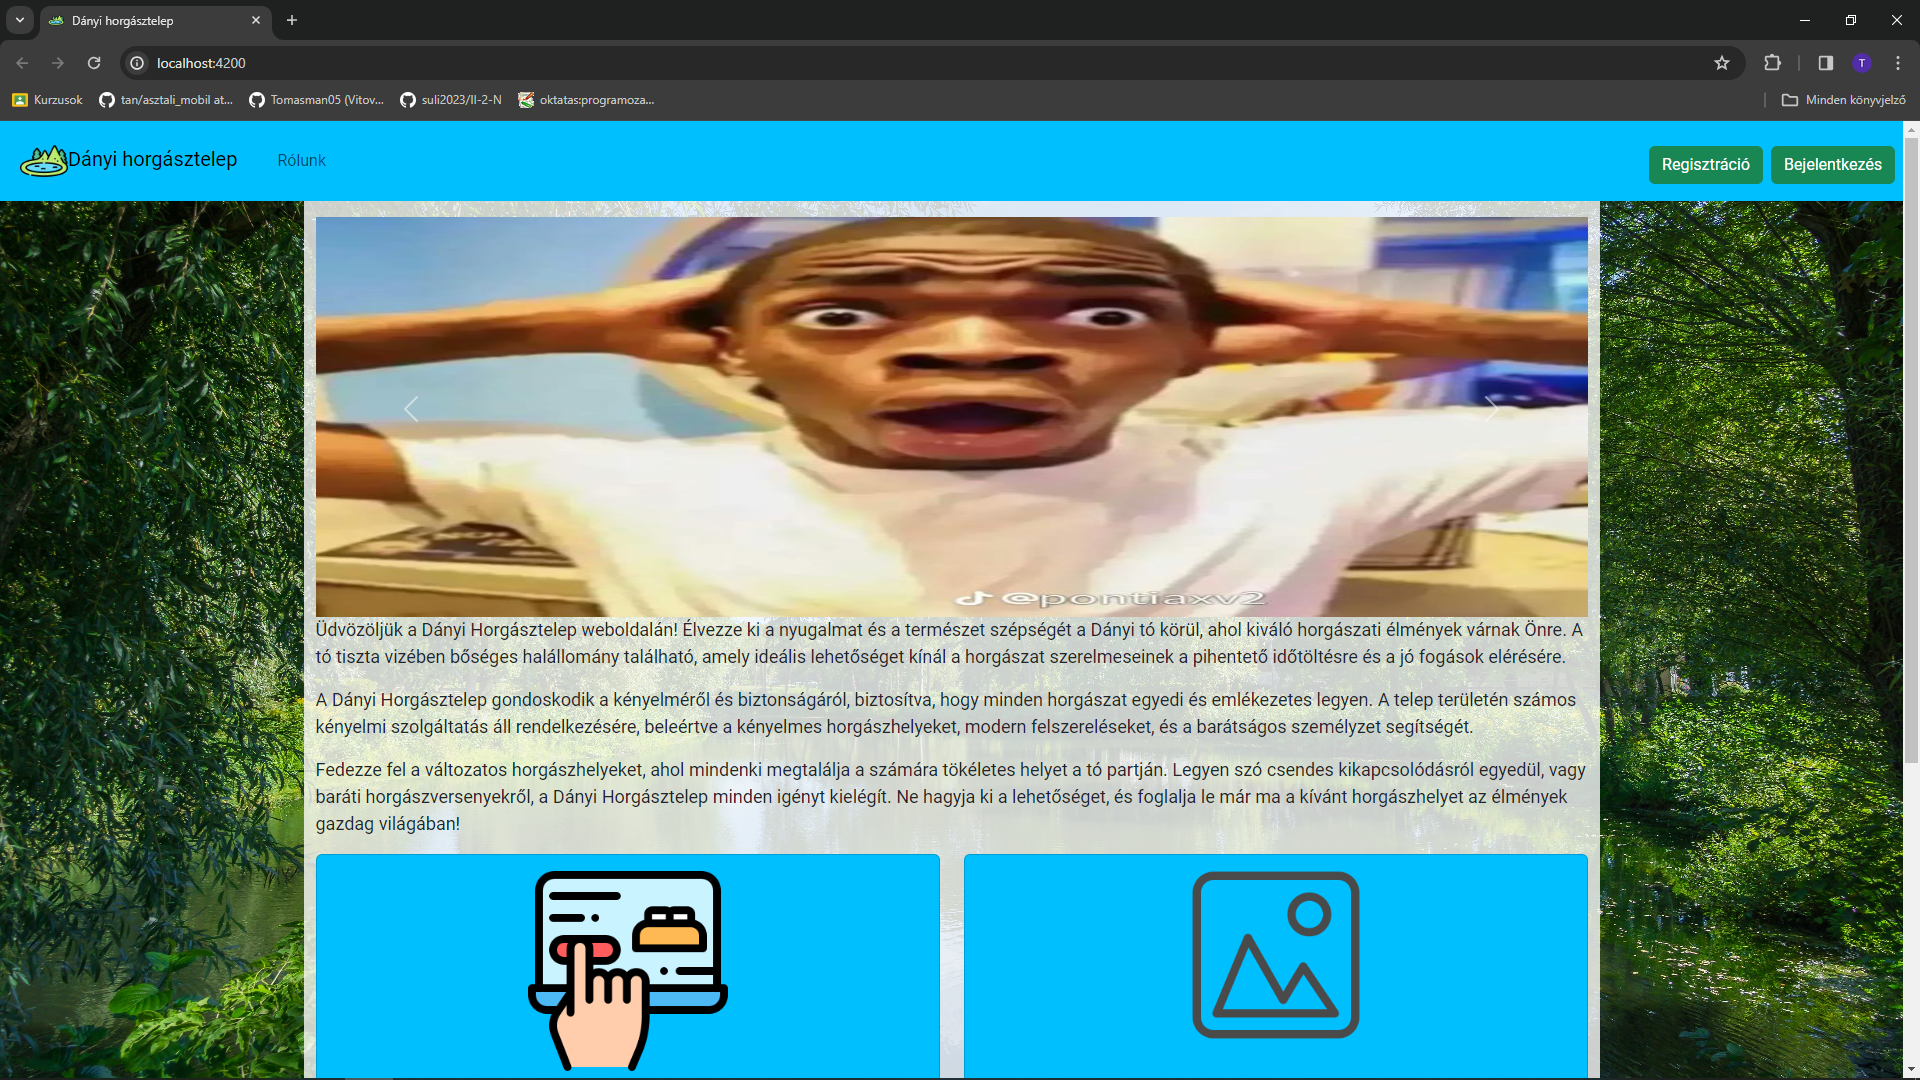 Dányi horgásztelep
localhost:4200
Kurzusok
tan/asztali_mobil at...
Tomasman05 (Vitov...
suli2023/II-2-N
oktatas:programoza...
Minden könyvjelző
Dányi horgásztelep
Rólunk
Regisztráció
Bejelentkezés
@pontiaxv2
Üdvözöljük a Dányi Horgásztelep weboldalán! Élvezze ki a nyugalmat és a természet szépségét a Dányi tó körül, ahol kiváló horgászati élmények várnak Önre. A
tó tiszta vizében bőséges halállomány található, amely ideális lehetőséget kínál a horgászat szerelmeseinek a pihentető időtöltésre és a jó fogások elérésére.
A Dányi Horgásztelep gondoskodik a kényelméről és biztonságáról, biztosítva, hogy minden horgászat egyedi és emlékezetes legyen. A telep területén számos
kényelmi szolgáltatás áll rendelkezésére, beleértve a kényelmes horgászhelyeket, modern felszereléseket, és a barátságos személyzet segítségét.
Fedezze fel a változatos horgászhelyeket, ahol mindenki megtalálja a számára tökéletes helyet a tó partján. Legyen szó csendes kikapcsolódásról egyedül, vagy
baráti horgászversenyekről, a Dányi Horgásztelep minden igényt kielégít. Ne hagyja ki a lehetőséget, és foglalja le már ma a kívánt horgászhelyet az élmények
gazdag világában!